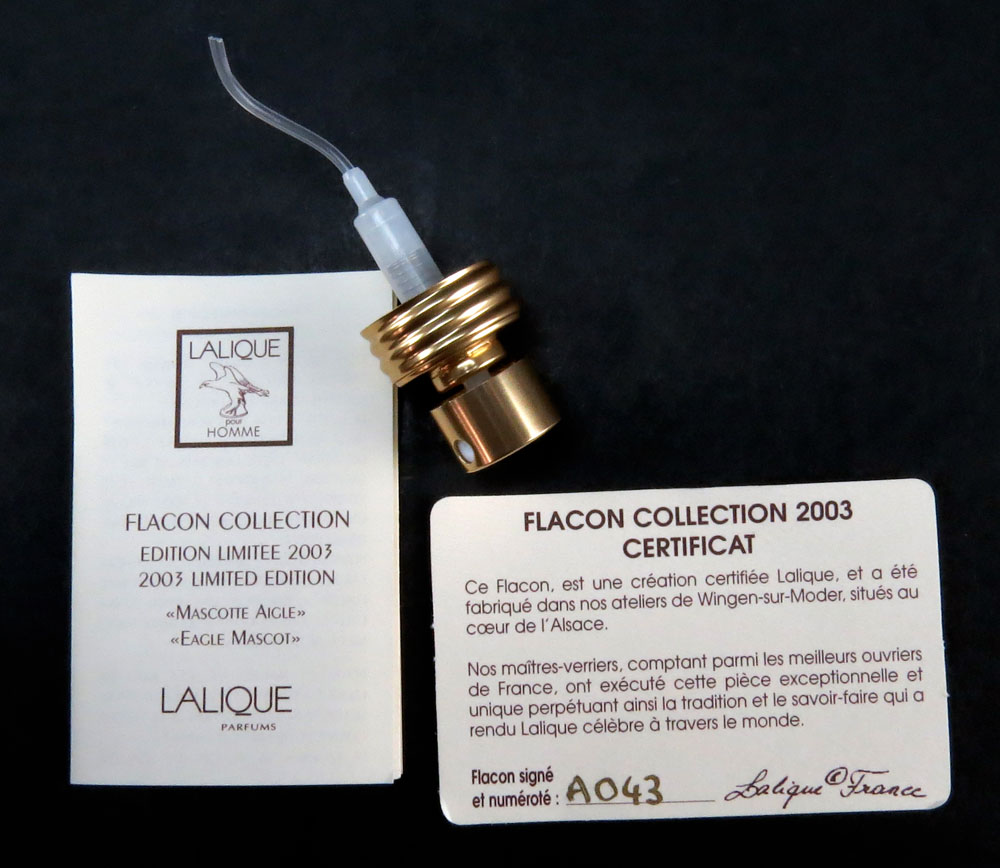 LALIQUE
pour
HOMME
FLACON COLLECTION
EDITION LIMITEE 2003
2003 LIMITED EDITION
«MASCOTTE AIGLE»
«EAGLE MASCOT»
LALIQUE
PARFUMS
FLACON COLLECTION 2003
CERTIFICAT
Ce Flacon, est une création certifiée Lalique, et a été
fabriqué dans nos ateliers de Wingen-sur-Moder, situés au
cœur de l'Alsace.
Nos maîtres-verriers, comptant parmi les meilleurs ouvriers
de France, ont exécuté cette pièce exceptionnelle et
unique perpétuant ainsi la tradition et le savoir-faire qui a
rendu Lalique célèbre à travers le monde.
Flacon signé
et numéroté : A043
Lalique © France